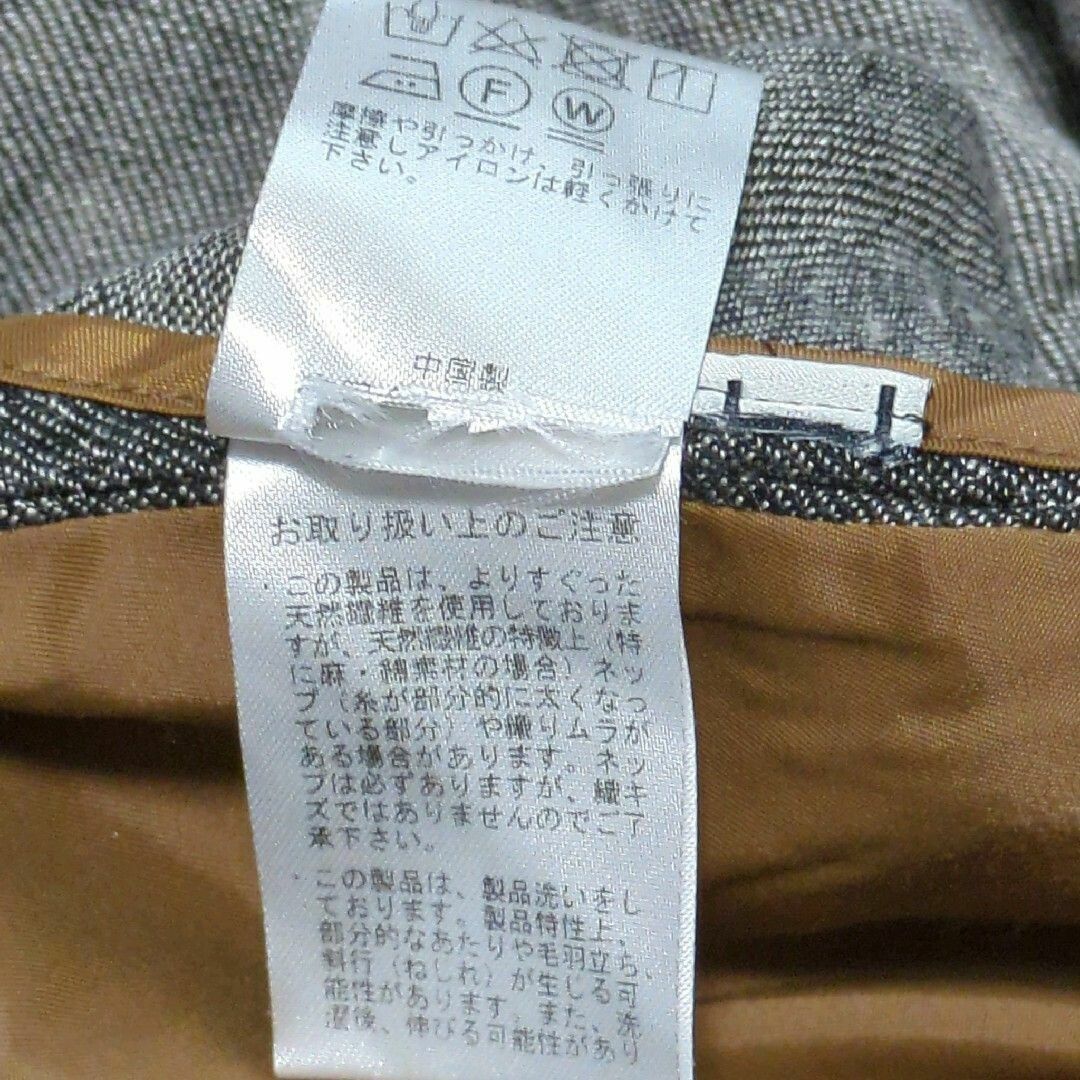 F
W
摩擦や引っかけ、引っ張りに
注意しアイロンは軽くかけて
下さい。
中国製
お取り扱い上のご注意
・この製品は、よりすぐった
天然繊維を使用しておりま
すが、天然繊維の特徴上（特
に麻・綿素材の場合）ネッ
プ（糸が部分的に太くなっ
ている部分）や織りムラが
ある場合があります。ネッ
プは必ずありますが、織キ
ズではありませんのでご了
承下さい。
・この製品は、製品洗いをし
ております。製品特性上、
部分的なあたりや毛羽立ち、
斜行（ねじれ）が生じる可
能性があります。また、洗
濯後、伸びる可能性があり